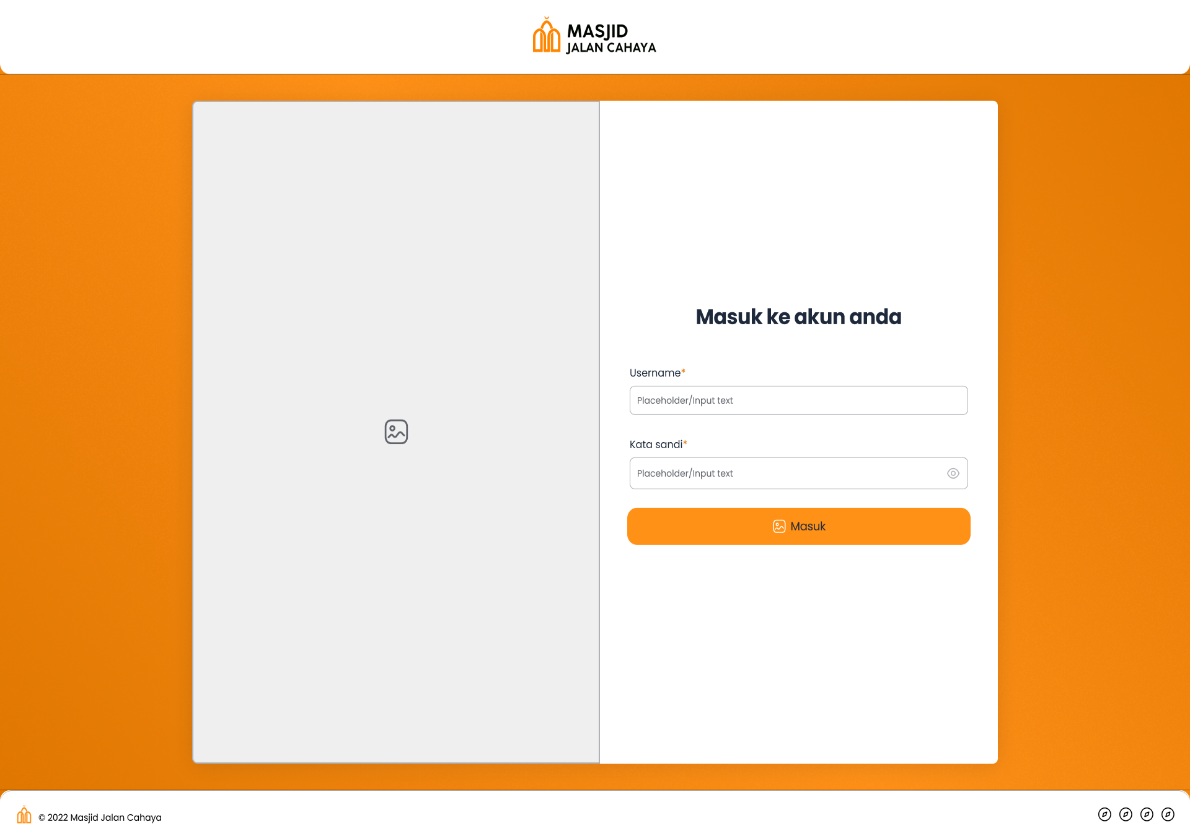 MASJID
JALAN CAHAYA
Masuk ke akun anda
Username*
Placeholder/Input text
Kata sandi*
Placeholder/Input text
Masuk
© 2022 Masjid Jalan Cahaya